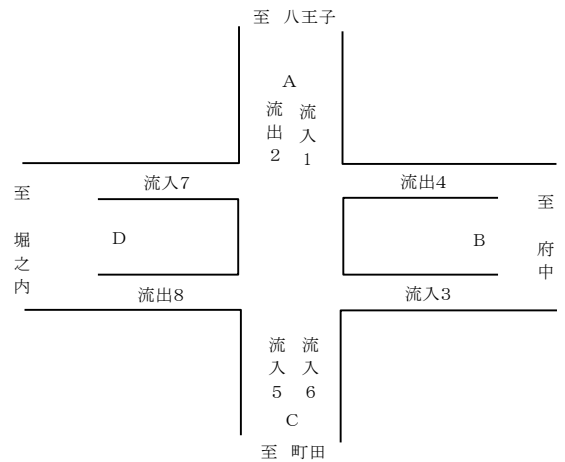 至 八王子
A
流出2
流入1
流入7
流出4
至 堀之内
D
B
至 府中
流出8
流入3
流入5
流入6
C
至 町田